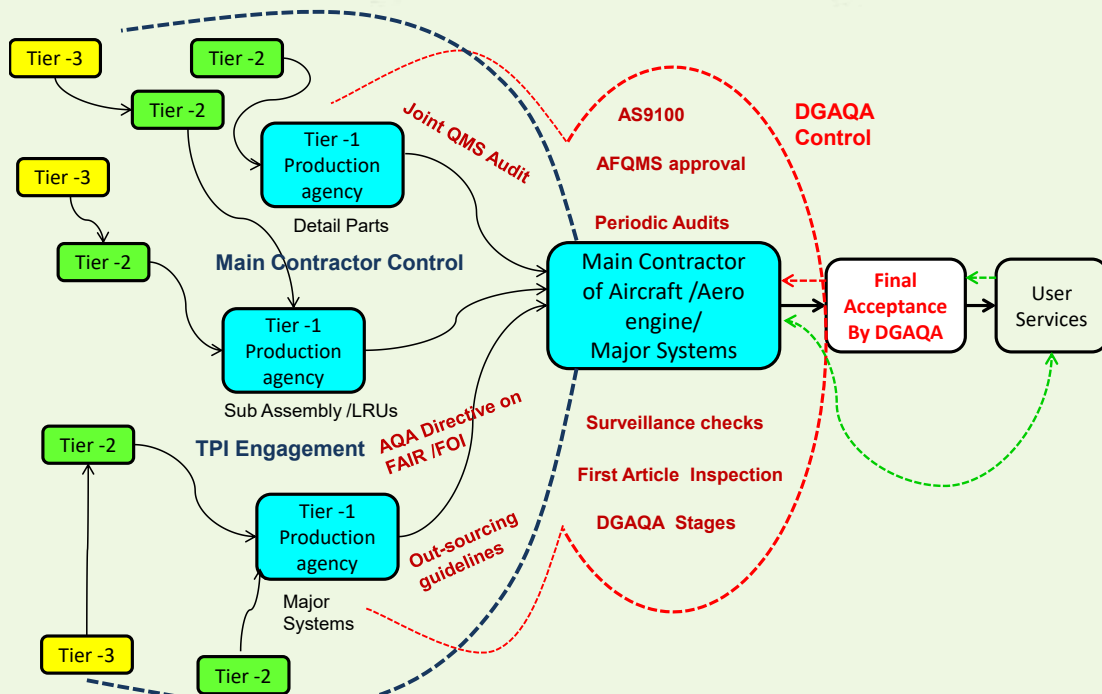 Tier -3
Tier -2
Tier -2
Tier -1
Production
agency
Detail Parts
Joint QMS Audit
AS9100
AFQMS approval
Periodic Audits
DGAQA
Control
Tier -3
Tier -2
Main Contractor Control
Tier -1
Production
agency
Sub Assembly /LRUs
Main Contractor
of Aircraft /Aero
engine/
Major Systems
Final
Acceptance
By DGAQA
User
Services
TPI Engagement
AQA Directive on
FAIR /FOI
Surveillance checks
First Article  Inspection
DGAQA  Stages
Tier -2
Tier -1
Production
agency
Out-sourcing
guidelines
Major
Systems
Tier -3
Tier -2